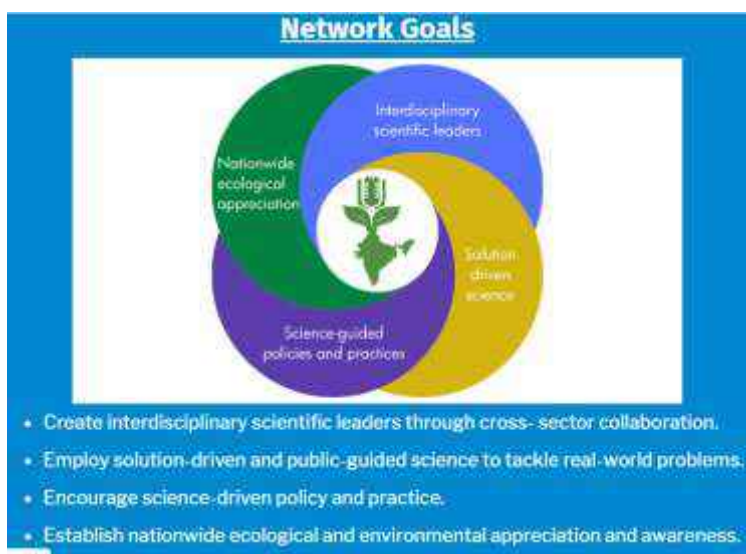 Network Goals
Interdisciplinary
scientific leaders
Nationwide
ecological
appreciation
Solution
driven
science
Science-guided
policies and practices
• Create interdisciplinary scientific leaders through cross- sector collaboration.
• Employ solution-driven and public-guided science to tackle real-world problems.
• Encourage science-driven policy and practice.
• Establish nationwide ecological and environmental appreciation and awareness.